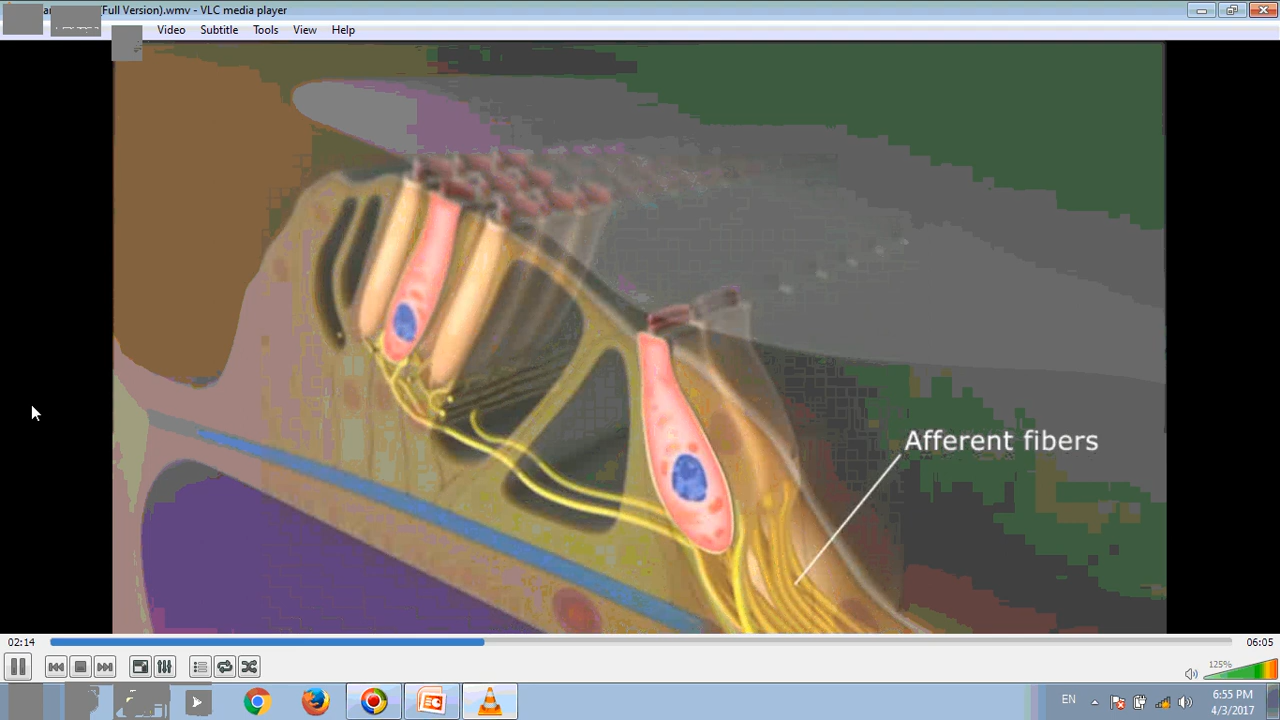 (Full Version).wmv - VLC media player
Video Subtitle Tools View Help
Afferent fibers
02:14
06:05
125%
EN
6:55 PM
4/3/2017